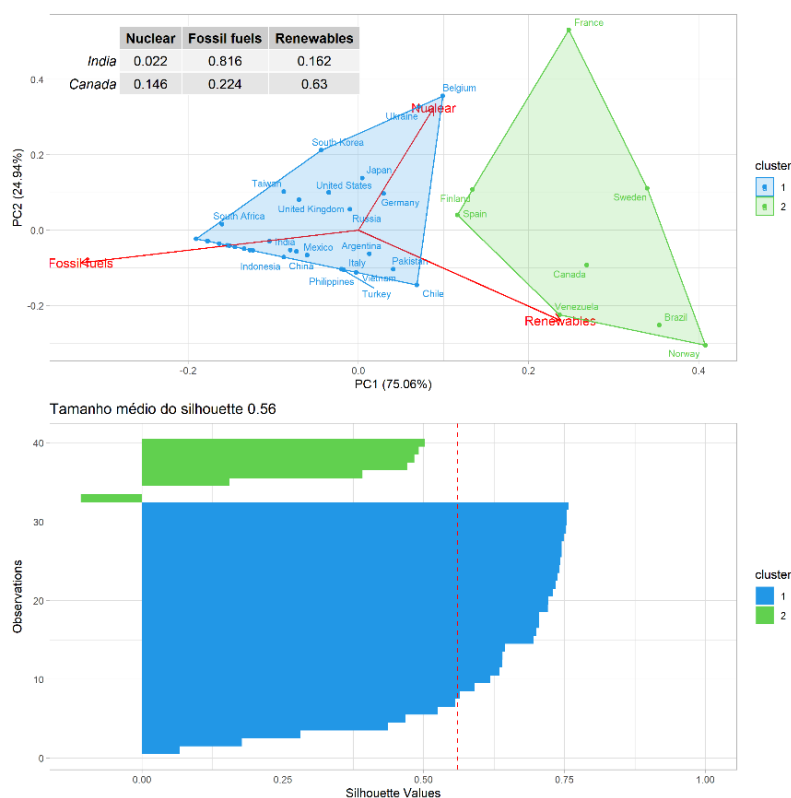 Nuclear Fossil fuels Renewables
India 0.022 0.816 0.162
Canada 0.146 0.224 0.63
France
Belgium
Nuclear
Ukraine
South Korea
Japan
Taiwan
United States
Germany
United Kingdom
Russia
South Africa
India
Mexico
Argentina
Pakistan
Indonesia
China
Italy
Vietnam
Philippines
Turkey
Chile
Fossil fuels
Renewables
Finland
Spain
Sweden
Canada
Venezuela
Brazil
Norway
0.4
0.2
0.0
-0.2
PC2 (24.94%)
-0.2 0.0 0.2 0.4
PC1 (75.06%)
cluster
1
2
Tamanho médio do silhouette 0.56
40
30
20
10
0
Observations
0.00 0.25 0.50 0.75 1.00
Silhouette Values
cluster
1
2